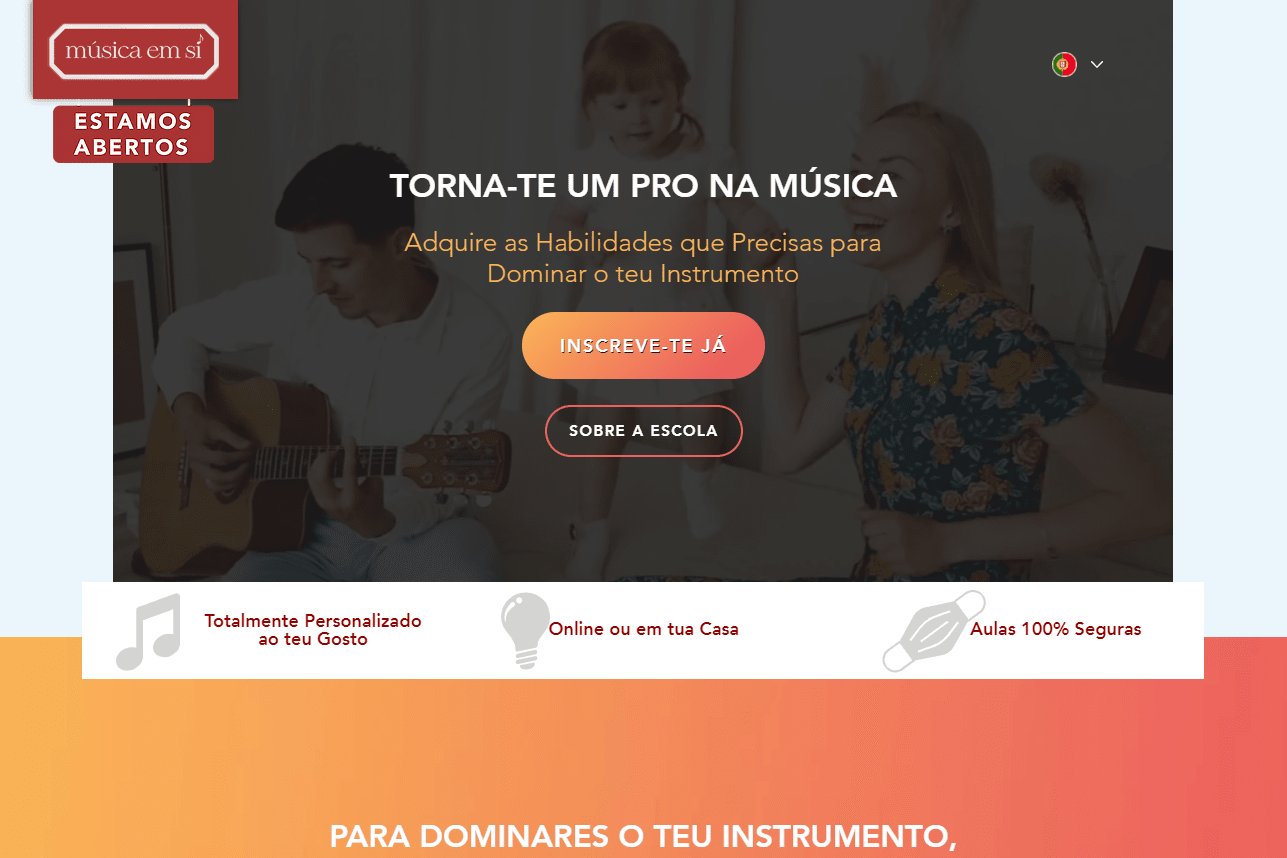 música em si
ESTAMOS
ABERTOS
TORNA-TE UM PRO NA MÚSICA
Adquire as Habilidades que Precisas para
Dominar o teu Instrumento
INSCREVE-TE JÁ
SOBRE A ESCOLA
Totalmente Personalizado
ao teu Gosto
Online ou em tua Casa
Aulas 100% Seguras
PARA DOMINARES O TEU INSTRUMENTO,